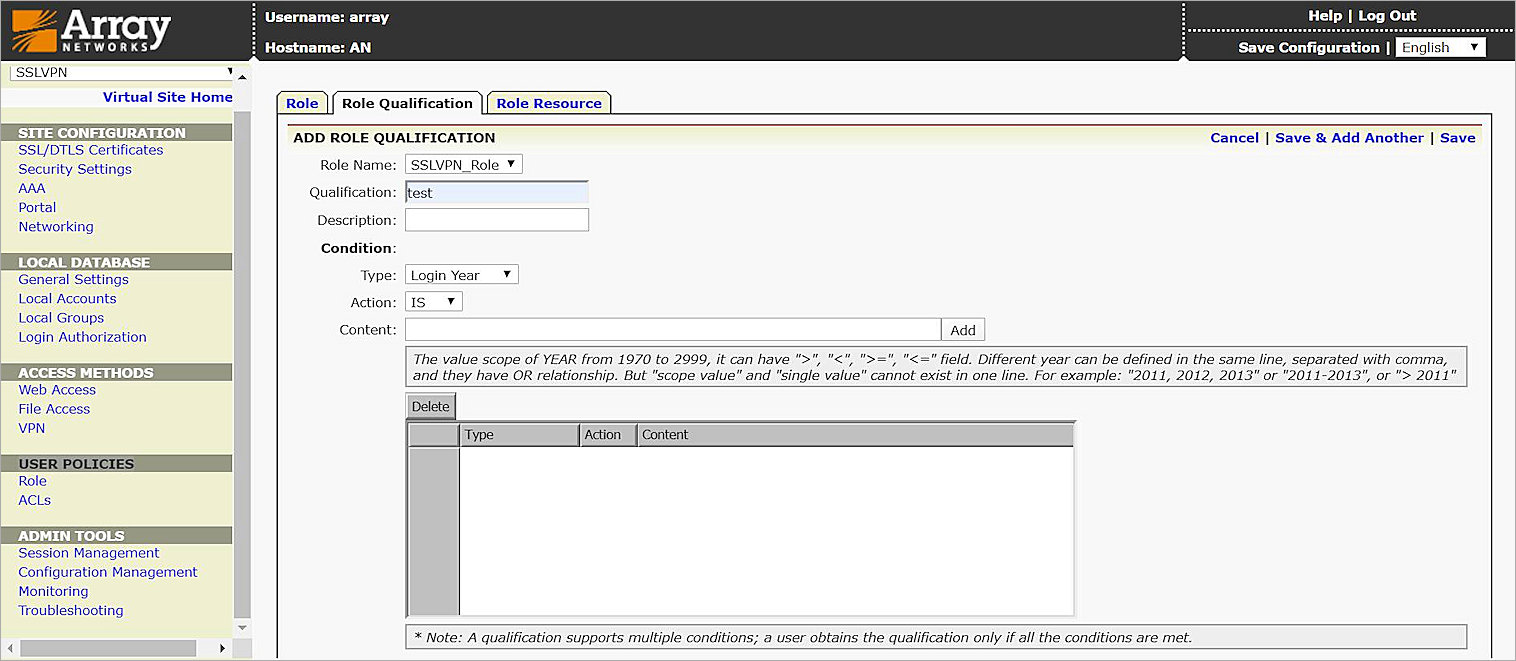 Array
NETWORKS
Username: array
Hostname: AN
Help | Log Out
Save Configuration | English
SSLVPN
Virtual Site Home
SITE CONFIGURATION
SSL/DTLS Certificates
Security Settings
AAA
Portal
Networking
LOCAL DATABASE
General Settings
Local Accounts
Local Groups
Login Authorization
ACCESS METHODS
Web Access
File Access
VPN
USER POLICIES
Role
ACLs
ADMIN TOOLS
Session Management
Configuration Management
Monitoring
Troubleshooting
Role Role Qualification Role Resource
ADD ROLE QUALIFICATION Cancel | Save & Add Another | Save
Role Name: SSLVPN_Role
Qualification: test
Description:
Condition:
Type: Login Year
Action: IS
Content: Add
The value scope of YEAR from 1970 to 2999, it can have ">", "<", ">=", "<=" field. Different year can be defined in the same line, separated with comma,
and they have OR relationship. But "scope value" and "single value" cannot exist in one line. For example: "2011, 2012, 2013" or "2011-2013", or "> 2011"
Delete
Type Action Content
* Note: A qualification supports multiple conditions; a user obtains the qualification only if all the conditions are met.